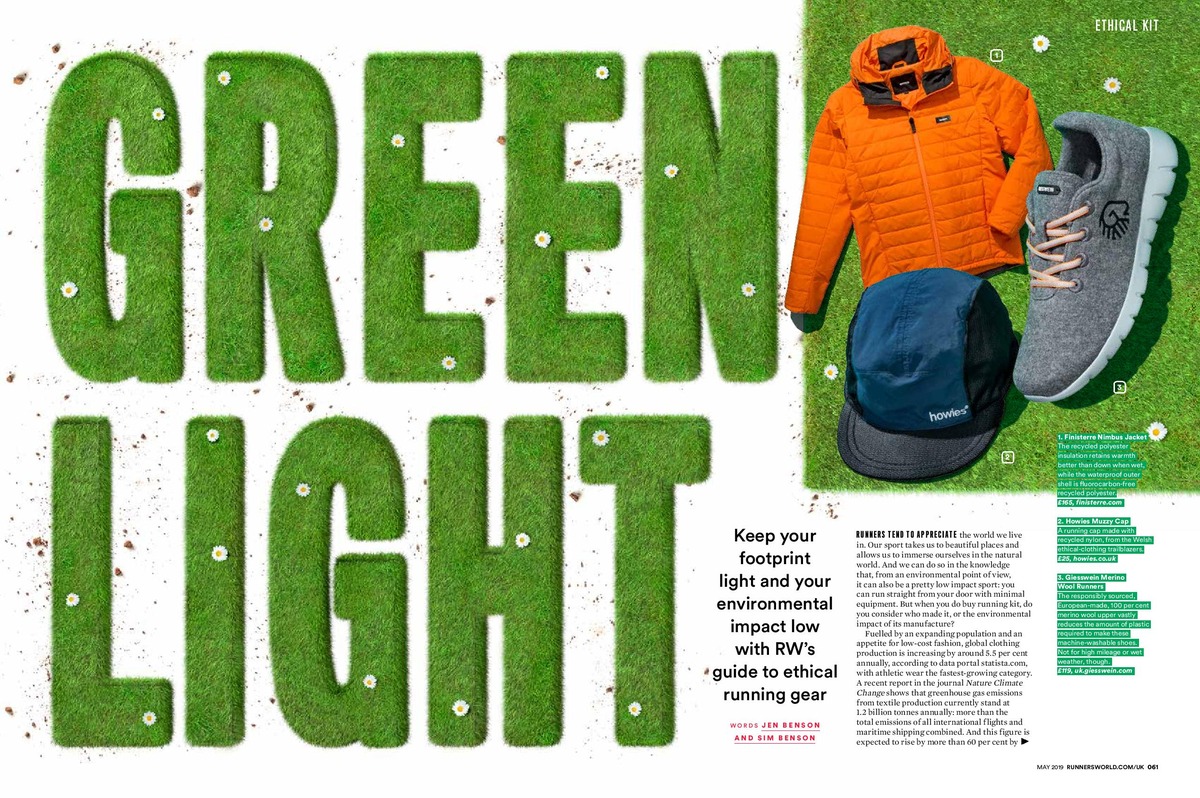 ETHICAL KIT
GREEN
LIGHT
1
howies®
3
2
Keep your
footprint
light and your
environmental
impact low
with RW’s
guide to ethical
running gear
WORDS JEN BENSON
AND SIM BENSON
RUNNERS TEND TO APPRECIATE the world we live
in. Our sport takes us to beautiful places and
allows us to immerse ourselves in the natural
world. And we can do so in the knowledge
that, from an environmental point of view,
it can also be a pretty low impact sport: you
can run straight from your door with minimal
equipment. But when you do buy running kit, do
you consider who made it, or the environmental
impact of its manufacture?
Fuelled by an expanding population and an
appetite for low-cost fashion, global clothing
production is increasing by around 5.5 per cent
annually, according to data portal statista.com,
with athletic wear the fastest-growing category.
A recent report in the journal Nature Climate
Change shows that greenhouse gas emissions
from textile production currently stand at
1.2 billion tonnes annually: more than the
total emissions of all international flights and
maritime shipping combined. And this figure is
expected to rise by more than 60 per cent by ▶
1. Finisterre Nimbus Jacket
The recycled polyester
insulation retains warmth
better than down when wet,
while the waterproof outer
shell is fluorocarbon-free
recycled polyester.
£165, finisterre.com
2. Howies Muzzy Cap
A running cap made with
recycled nylon, from the Welsh
ethical-clothing trailblazers.
£25, howies.co.uk
3. Giesswein Merino
Wool Runners
The responsibly sourced,
European-made, 100 per cent
merino wool upper vastly
reduces the amount of plastic
required to make these
machine-washable shoes.
Not for high mileage or wet
weather, though.
£119, uk.giesswein.com
MAY 2019 RUNNERSWORLD.COM/UK 061